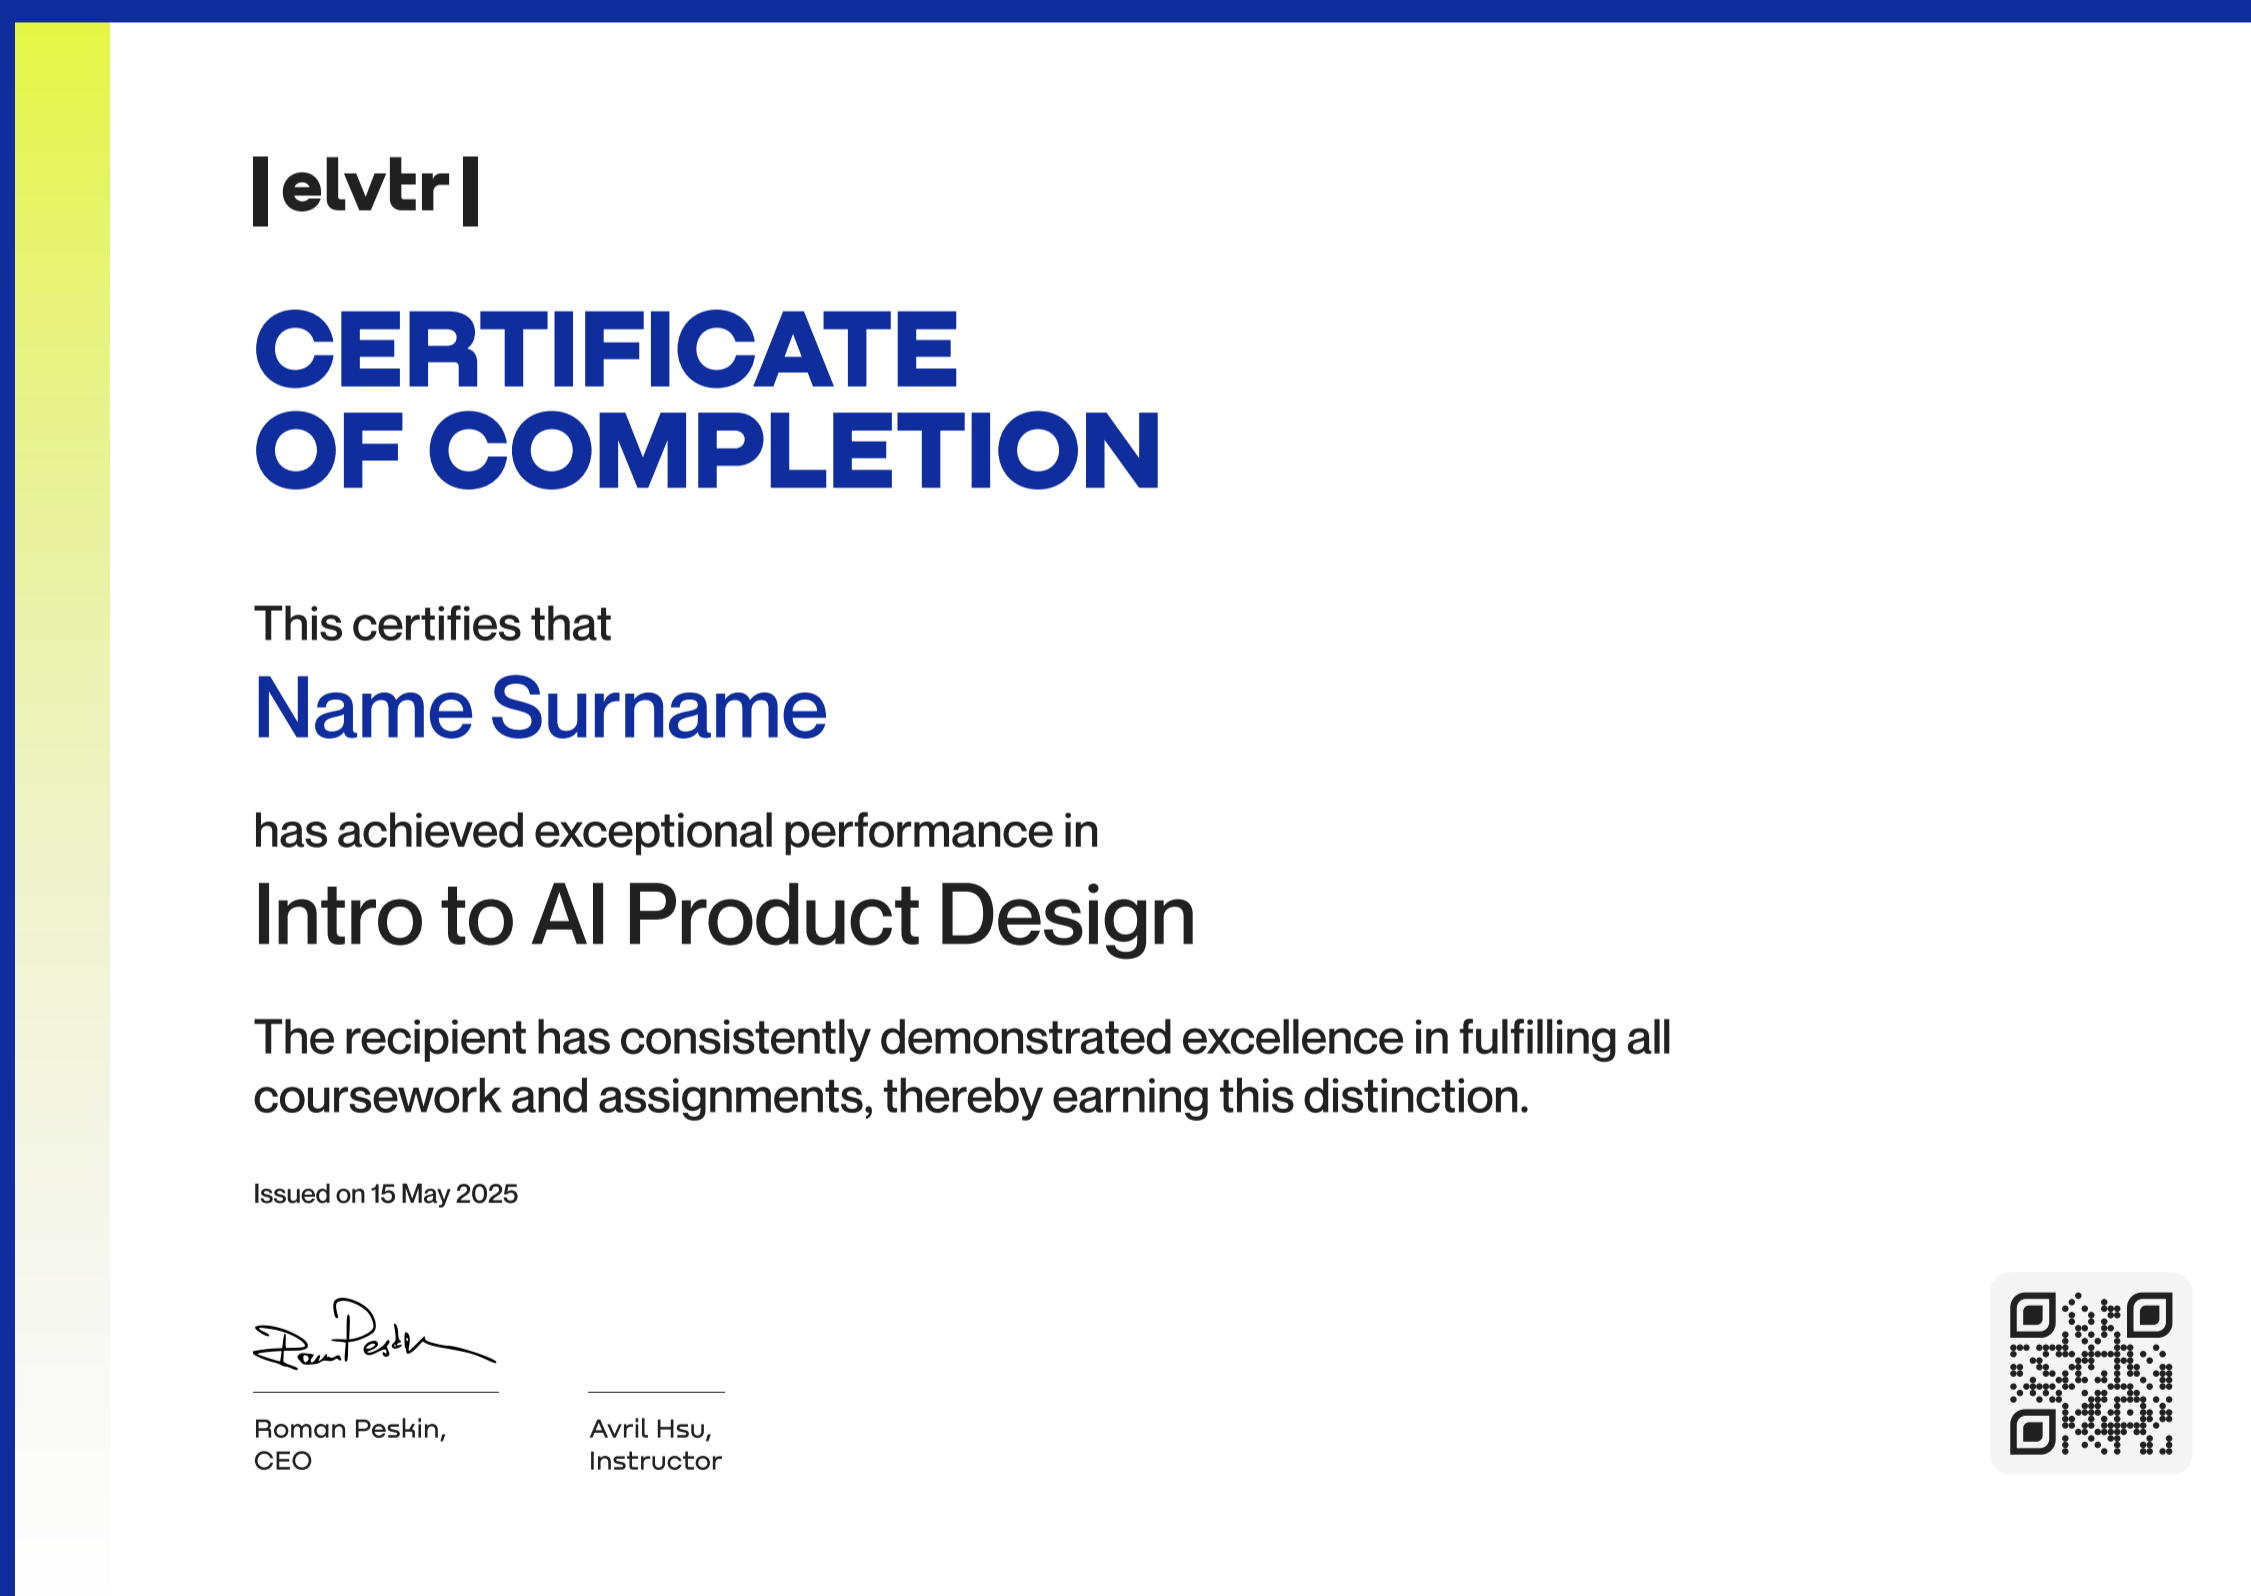 elvtr
CERTIFICATE
OF COMPLETION
This certifies that
Name Surname
has achieved exceptional performance in
Intro to AI Product Design
The recipient has consistently demonstrated excellence in fulfilling all
coursework and assignments, thereby earning this distinction.
Issued on 15 May 2025
Roman Peskin,
CEO
Avril Hsu,
Instructor